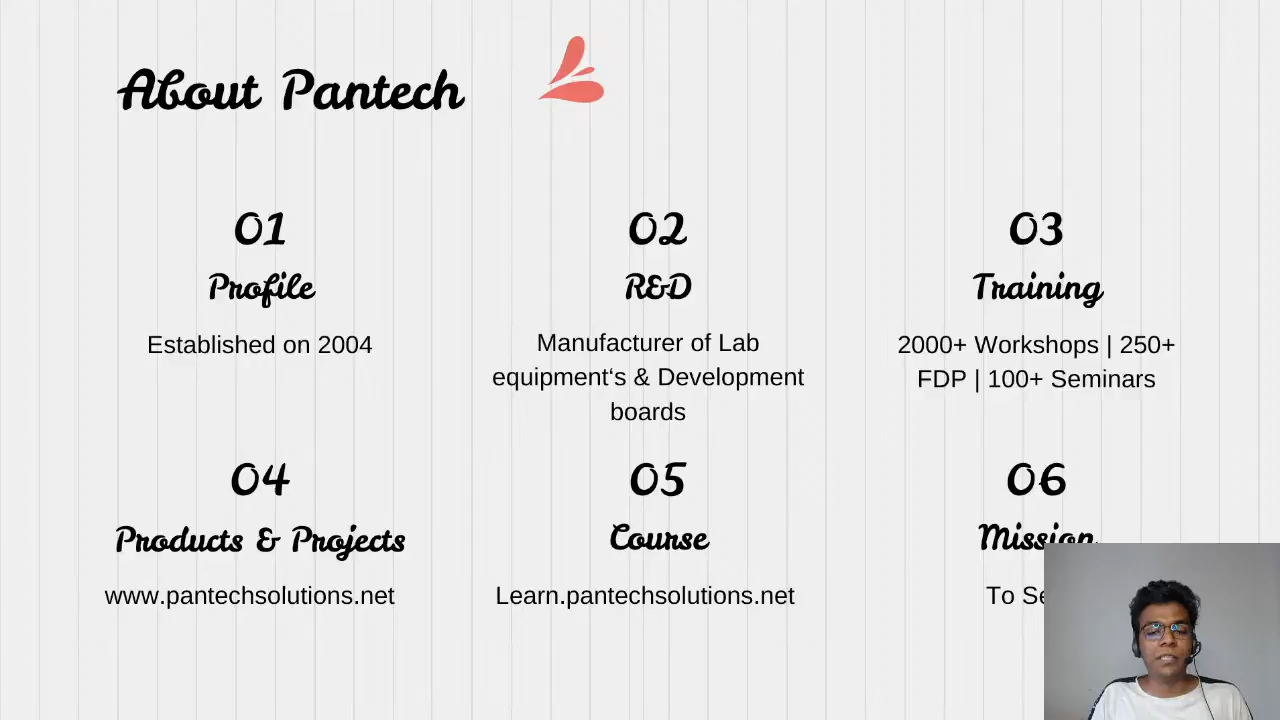 About Pantech
01
Profile
Established on 2004
02
R&D
Manufacturer of Lab
equipment‘s & Development
boards
03
Training
2000+ Workshops | 250+
FDP | 100+ Seminars
04
Products & Projects
www.pantechsolutions.net
05
Course
Learn.pantechsolutions.net
06
Mission
To